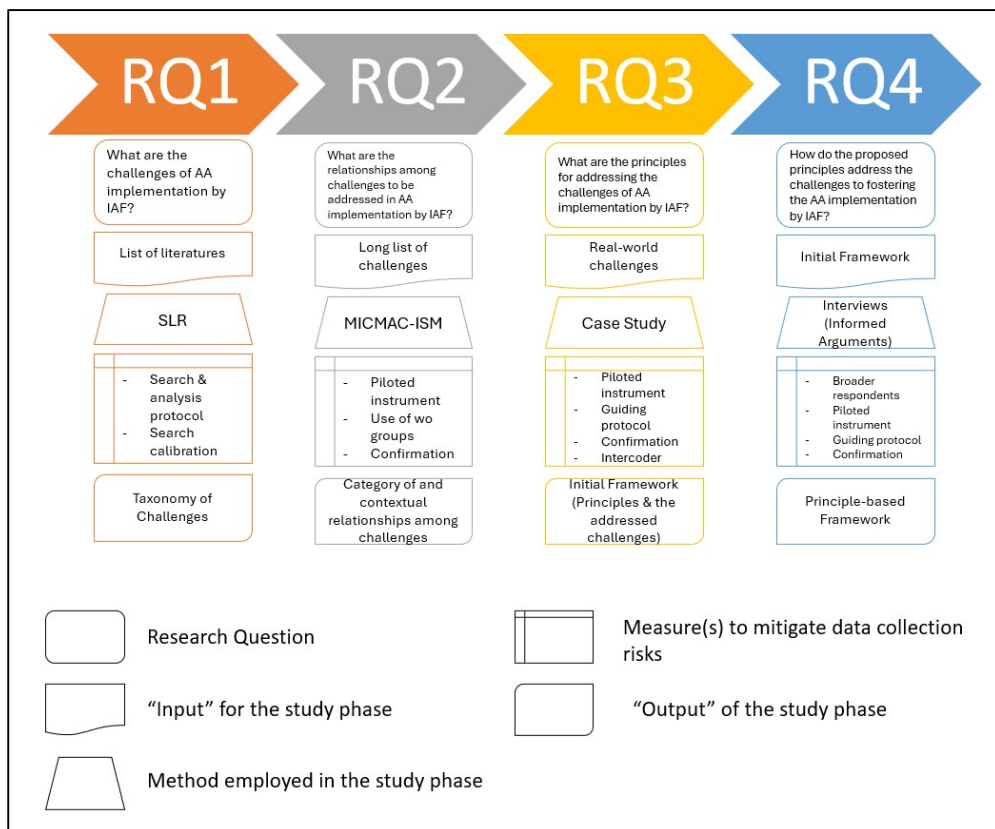 RQ1
RQ2
RQ3
RQ4
What are the
challenges of AA
implementation by
IAF?
What are the
relationships among
challenges to be
addressed in AA
implementation by IAF?
What are the principles
for addressing the
challenges of AA
implementation by IAF?
How do the proposed
principles address the
challenges to fostering
the AA implementation
by IAF?
List of literatures
Long list of
challenges
Real-world
challenges
Initial Framework
SLR
MICMAC-ISM
Case Study
Interviews
(Informed
Arguments)
- Search &
analysis
protocol
- Search
calibration
- Piloted
instrument
- Use of wo
groups
- Confirmation
- Piloted
instrument
- Guiding
protocol
- Confirmation
- Intercoder
- Broader
respondents
- Piloted
instrument
- Guiding protocol
- Confirmation
Taxonomy of
Challenges
Category of and
contextual
relationships among
challenges
Initial Framework
(Principles & the
addressed
challenges)
Principle-based
Framework
Research Question
Measure(s) to mitigate data collection
risks
“Input” for the study phase
“Output” of the study phase
Method employed in the study phase